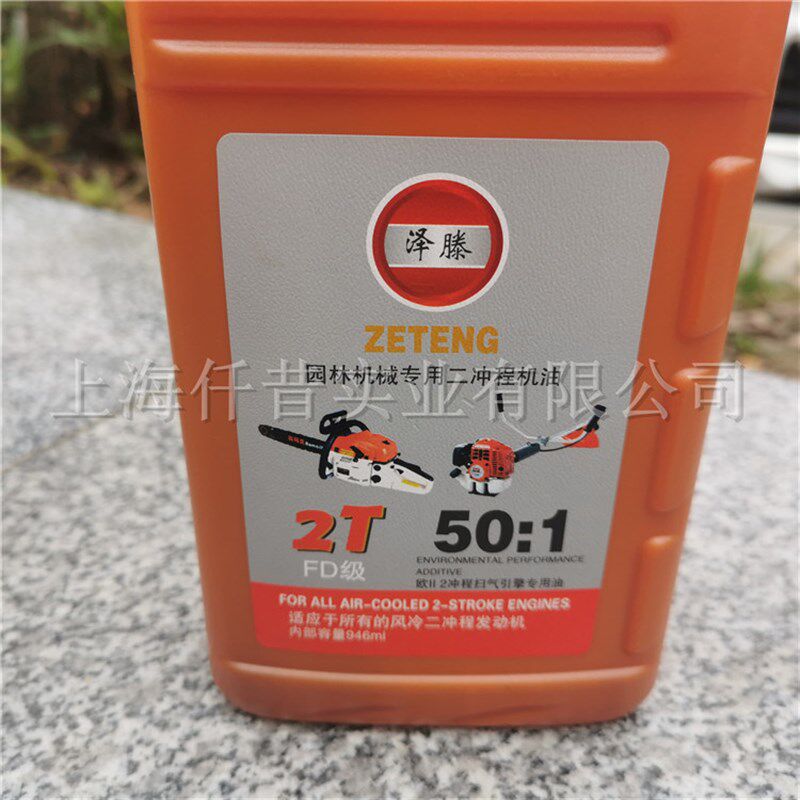 泽滕
ZETENG
园林机械专用二冲程机油
上海仟昔实业有限公司
2T
50:1
FD级
ENVIRONMENTAL PERFORMANCE
ADDITIVE
欧II 2冲程扫气引擎专用油
FOR ALL AIR-COOLED 2-STROKE ENGINES
适应于所有的风冷二冲程发动机
内部容量946ml